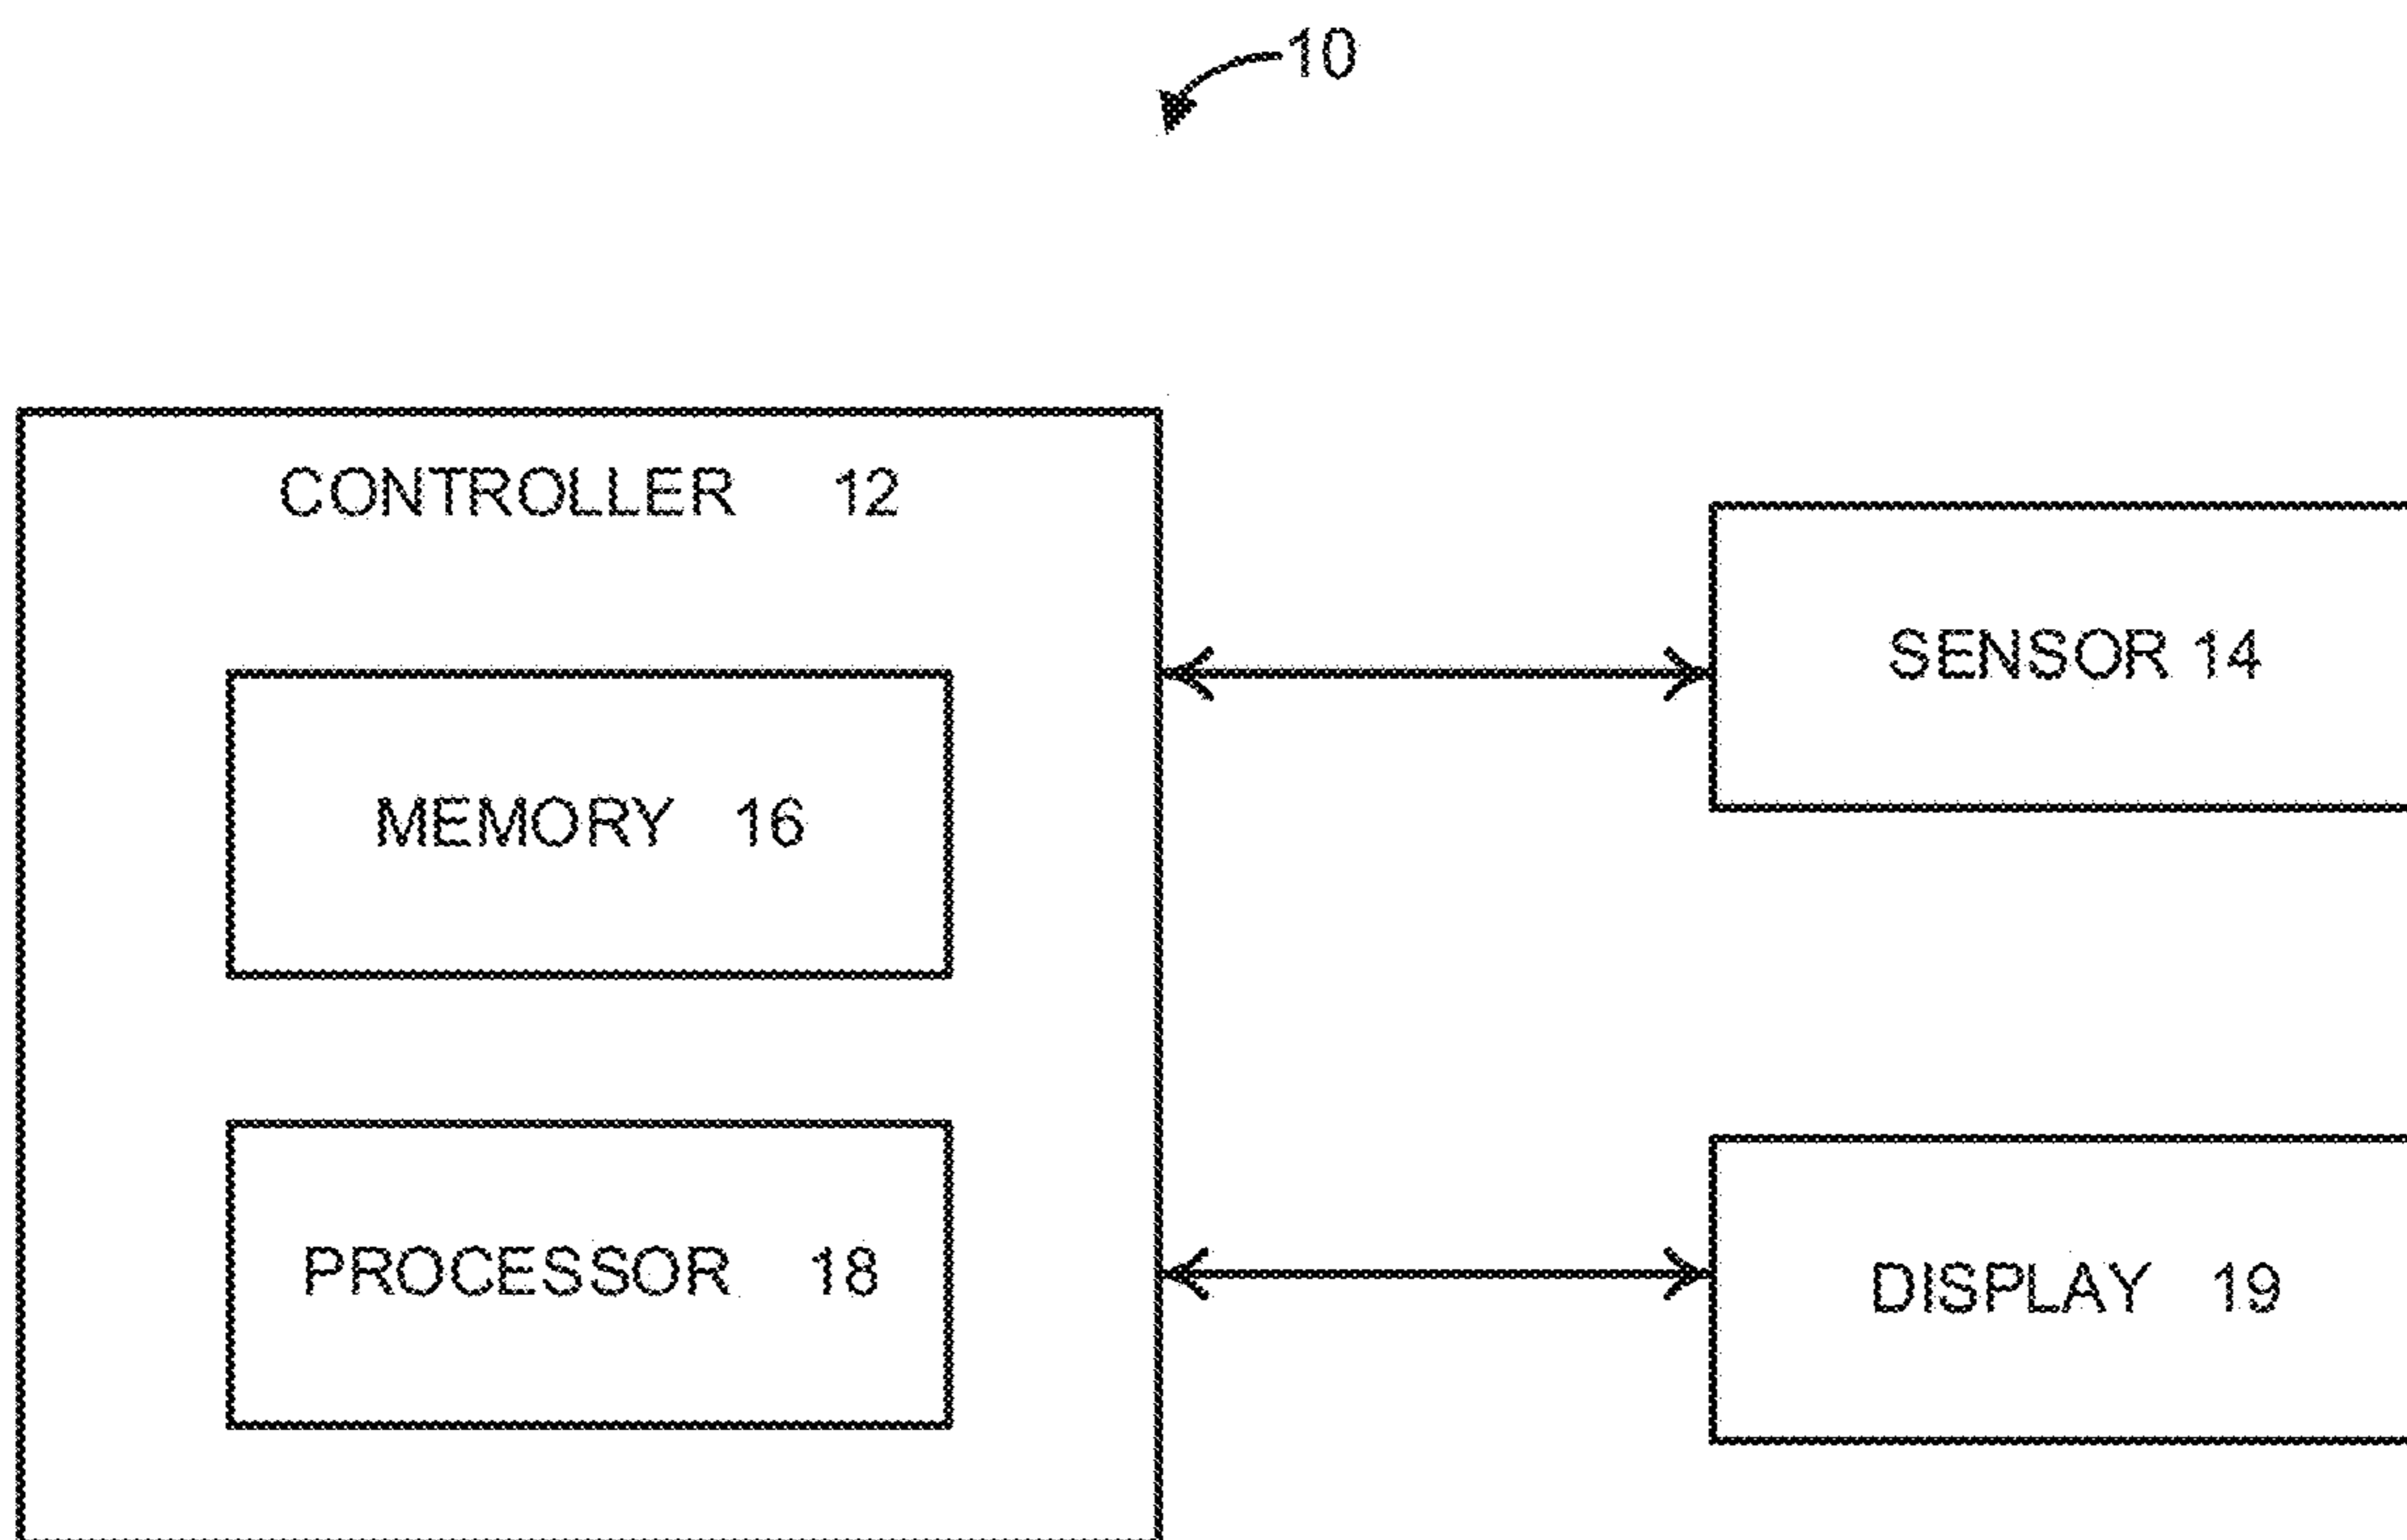 10
CONTROLLER 12
MEMORY 16
PROCESSOR 18
SENSOR 14
DISPLAY 19